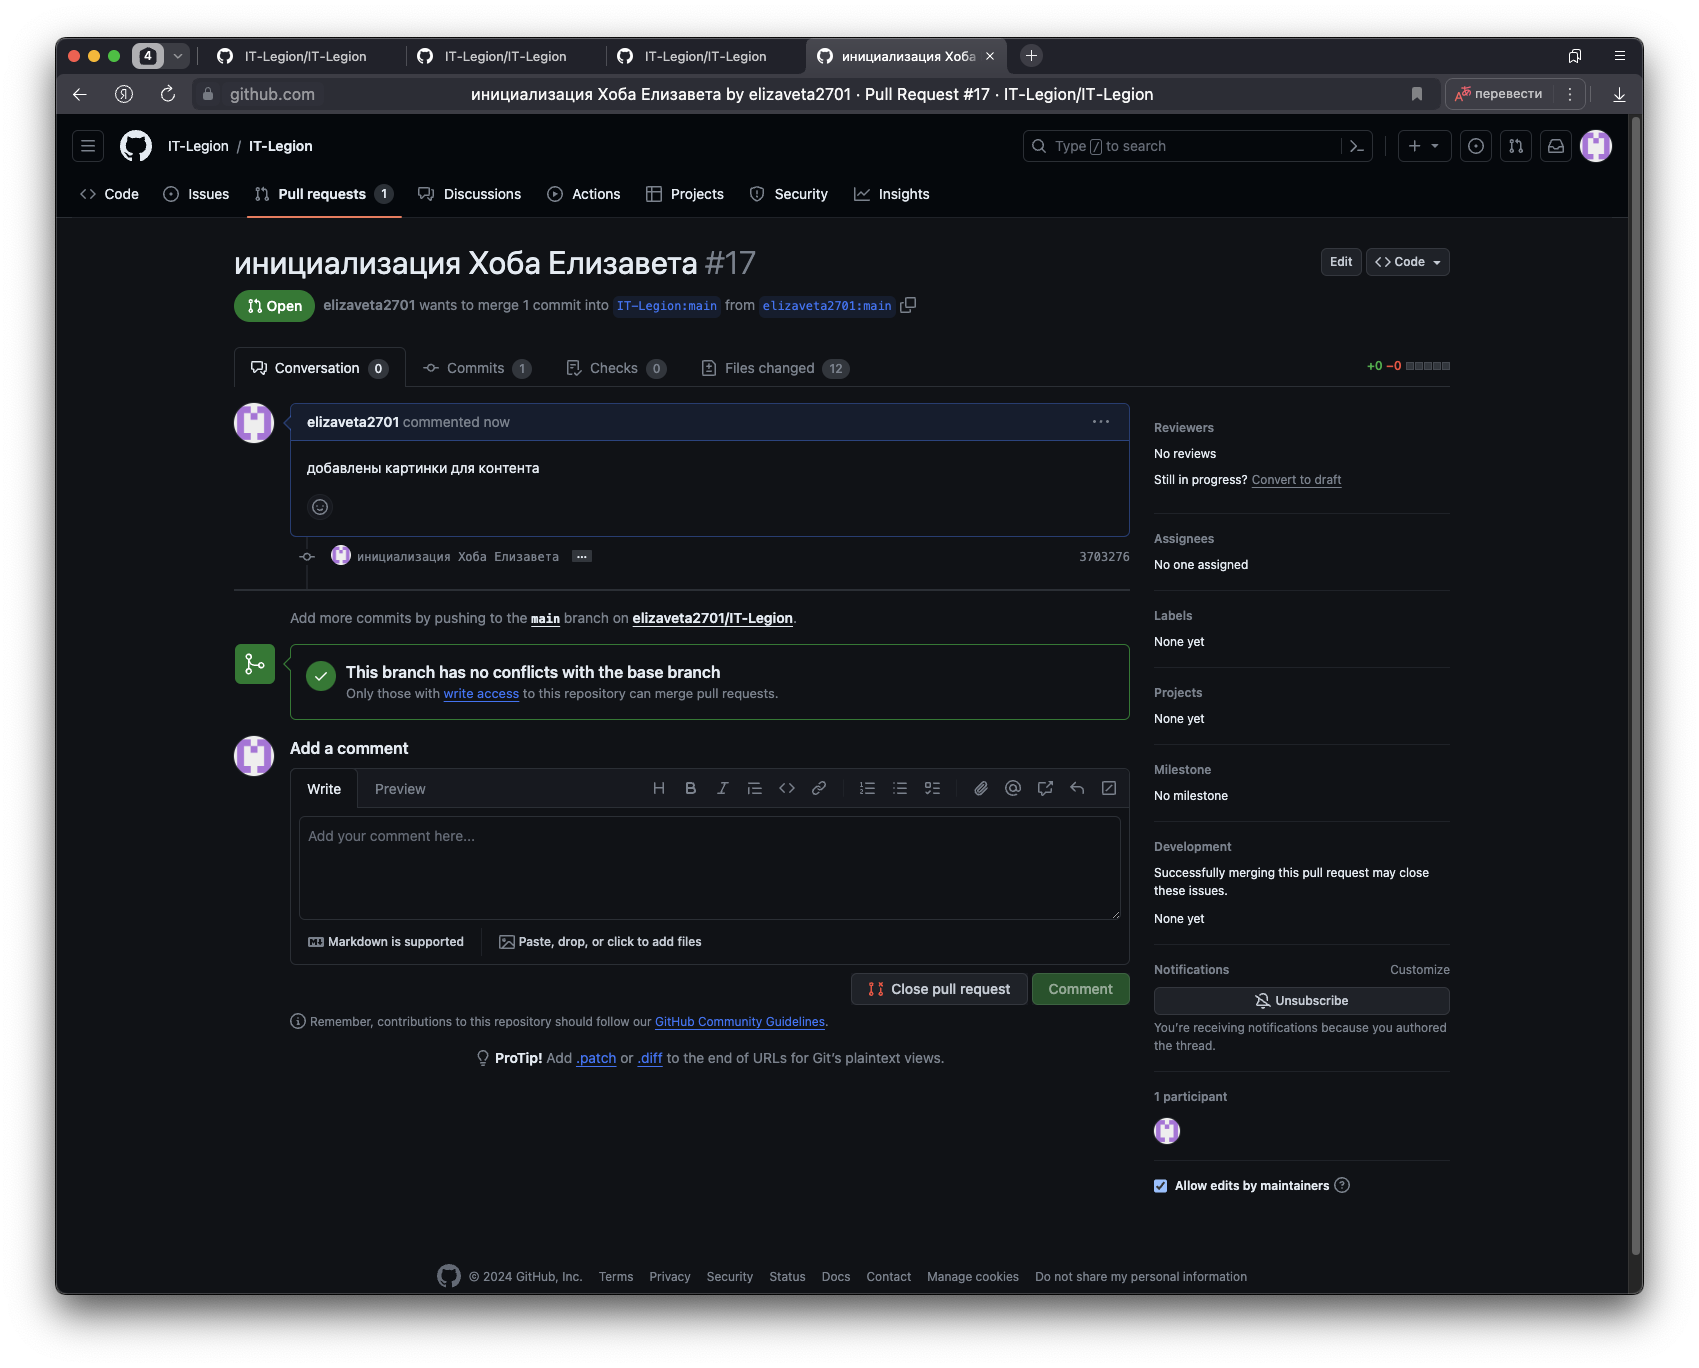 4
IT-Legion/IT-Legion
IT-Legion/IT-Legion
IT-Legion/IT-Legion
инициализация Хоба
github.com
инициализация Хоба Елизавета by elizaveta2701 · Pull Request #17 · IT-Legion/IT-Legion
перевести
IT-Legion / IT-Legion
Type / to search
Code
Issues
Pull requests 1
Discussions
Actions
Projects
Security
Insights
инициализация Хоба Елизавета #17
Edit
Code
Open
elizaveta2701 wants to merge 1 commit into IT-Legion:main from elizaveta2701:main
Conversation 0
Commits 1
Checks 0
Files changed 12
+0 −0
elizaveta2701 commented now
добавлены картинки для контента
инициализация Хоба Елизавета ...
3703276
Add more commits by pushing to the main branch on elizaveta2701/IT-Legion.
This branch has no conflicts with the base branch
Only those with write access to this repository can merge pull requests.
Add a comment
Write
Preview
Add your comment here...
Markdown is supported
Paste, drop, or click to add files
Close pull request
Comment
Remember, contributions to this repository should follow our GitHub Community Guidelines.
ProTip! Add .patch or .diff to the end of URLs for Git’s plaintext views.
Reviewers
No reviews
Still in progress? Convert to draft
Assignees
No one assigned
Labels
None yet
Projects
None yet
Milestone
No milestone
Development
Successfully merging this pull request may close
these issues.
None yet
Notifications
Customize
Unsubscribe
You’re receiving notifications because you authored
the thread.
1 participant
Allow edits by maintainers
© 2024 GitHub, Inc.
Terms
Privacy
Security
Status
Docs
Contact
Manage cookies
Do not share my personal information